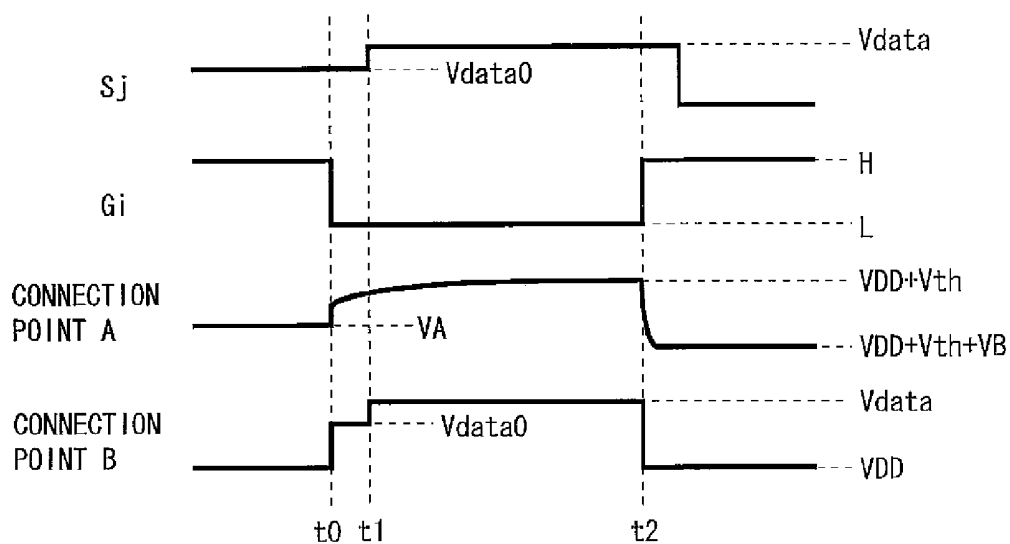 Sj
Vdata
Vdata0
Gi
H
L
CONNECTION
POINT A
VDD+Vth
VA
VDD+Vth+VB
CONNECTION
POINT B
Vdata
Vdata0
VDD
t0 t1 t2